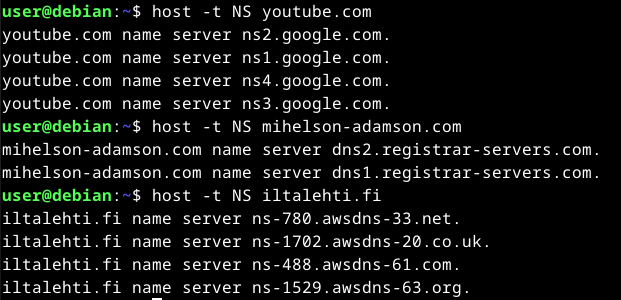 user@debian:~$ host -t NS youtube.com
youtube.com name server ns2.google.com.
youtube.com name server ns1.google.com.
youtube.com name server ns4.google.com.
youtube.com name server ns3.google.com.
user@debian:~$ host -t NS mihelson-adamson.com
mihelson-adamson.com name server dns2.registrar-servers.com.
mihelson-adamson.com name server dns1.registrar-servers.com.
user@debian:~$ host -t NS iltalehti.fi
iltalehti.fi name server ns-780.awsdns-33.net.
iltalehti.fi name server ns-1702.awsdns-20.co.uk.
iltalehti.fi name server ns-488.awsdns-61.com.
iltalehti.fi name server ns-1529.awsdns-63.org.